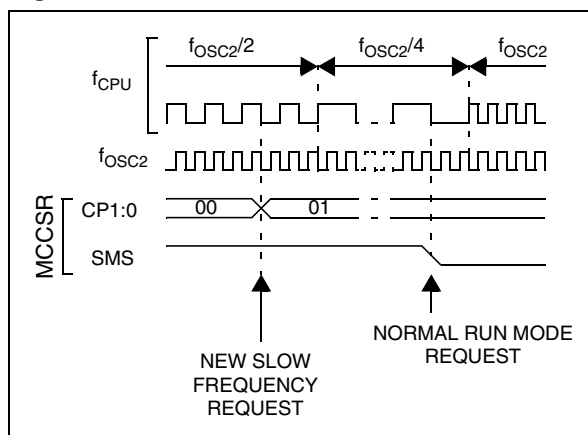 fOSC2/2 fOSC2/4 fOSC2
fCPU
fOSC2
MCCSR
CP1:0 00 01
SMS
NEW SLOW
FREQUENCY
REQUEST
NORMAL RUN MODE
REQUEST